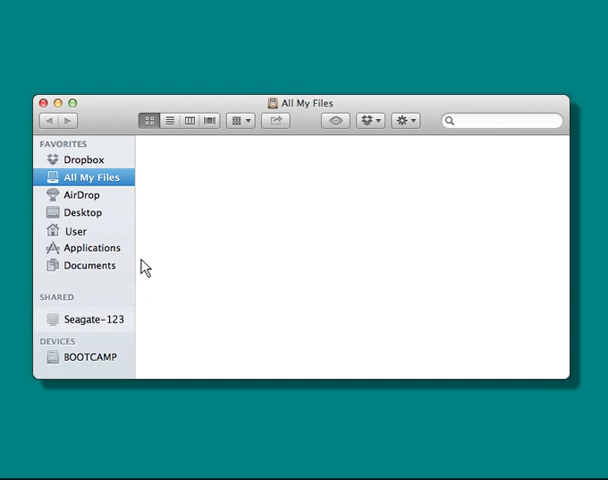 All My Files
FAVORITES
Dropbox
All My Files
AirDrop
Desktop
User
Applications
Documents
SHARED
Seagate-123
DEVICES
BOOTCAMP